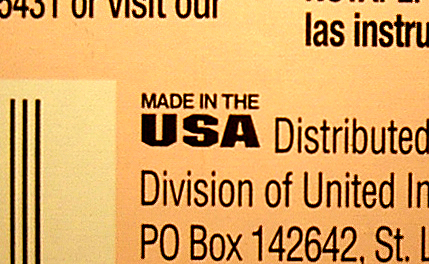 5431 or visit our
las instru
MADE IN THE
USA Distributed
Division of United In
PO Box 142642, St. L